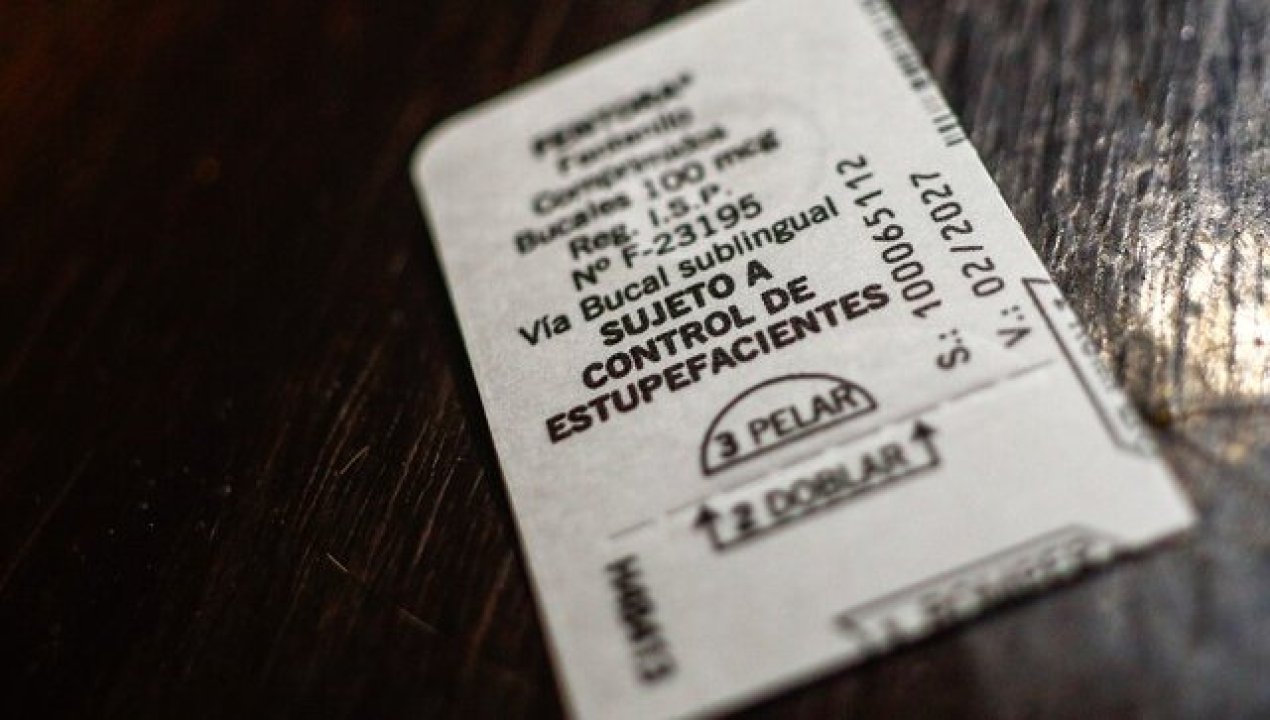 Comprimidos
Bucales 100 mcg
Reg. I.S.P.
Nº F-23195
Vía Bucal sublingual
SUJETO A
CONTROL DE
ESTUPEFACIENTES
S.: 100065112
V.: 02/2027
3 PELAR
2 DOBLAR